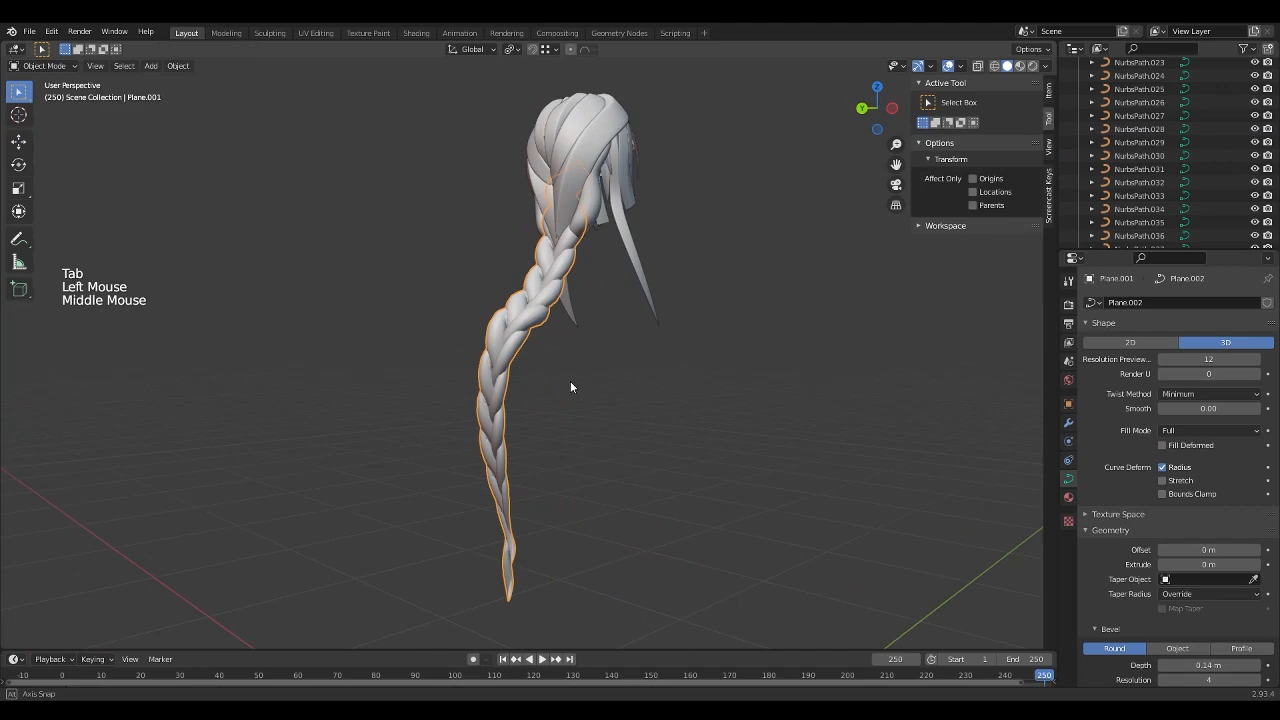 File Edit Render Window Help Layout Modeling Sculpting UV Editing Texture Paint Shading Animation Rendering Compositing Geometry Nodes Scripting + Scene View Layer
Global Options
Object Mode View Select Add Object
User Perspective
(250) Scene Collection | Plane.001
Z
Y
Active Tool
Select Box
Options
Transform
Affect Only Origins
Locations
Parents
Workspace
Item
Tool
View
Screencast Keys
NurbsPath.023
NurbsPath.024
NurbsPath.025
NurbsPath.026
NurbsPath.027
NurbsPath.028
NurbsPath.029
NurbsPath.030
NurbsPath.031
NurbsPath.032
NurbsPath.033
NurbsPath.034
NurbsPath.035
NurbsPath.036
Tab
Left Mouse
Middle Mouse
Plane.001 Plane.002
Plane.002
Shape
2D 3D
Resolution Preview... 12
Render U 0
Twist Method Minimum
Smooth 0.00
Fill Mode Full
Fill Deformed
Curve Deform Radius
Stretch
Bounds Clamp
Texture Space
Geometry
Offset 0 m
Extrude 0 m
Taper Object
Taper Radius Override
Map Taper
Bevel
Round Object Profile
Depth 0.14 m
Resolution 4
Playback Keying View Marker 250 Start 1 End 250
-10 0 10 20 30 40 50 60 70 80 90 100 110 120 130 140 150 160 170 180 190 200 210 220 230 240 250
Axis Snap 2.93.4